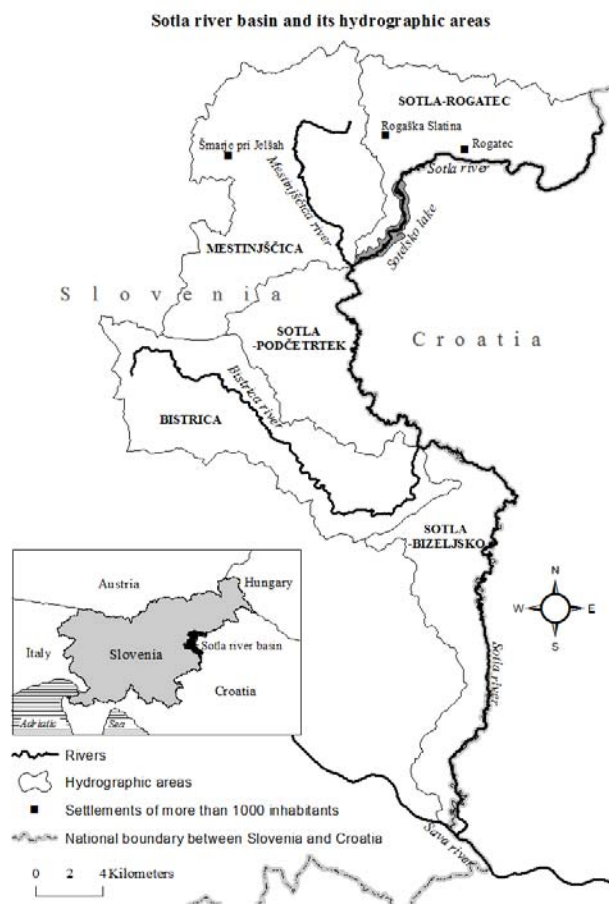 Sotla river basin and its hydrographic areas
SOTLA-ROGATEC
Rogaška Slatina
Rogatec
Šmarje pri Jelšah
Sotla river
Mestinjščica river
Sotelsko lake
MESTINJŠČICA
Slovenia
Croatia
SOTLA
-PODČETRTEK
Bistrica river
BISTRICA
SOTLA
-BIZELJSKO
N
W
E
S
Sotla river
Sava river
Austria
Hungary
Italy
Slovenia
Sotla river basin
Croatia
Adriatic
Sea
Rivers
Hydrographic areas
Settlements of more than 1000 inhabitants
National boundary between Slovenia and Croatia
0 2 4 Kilometers